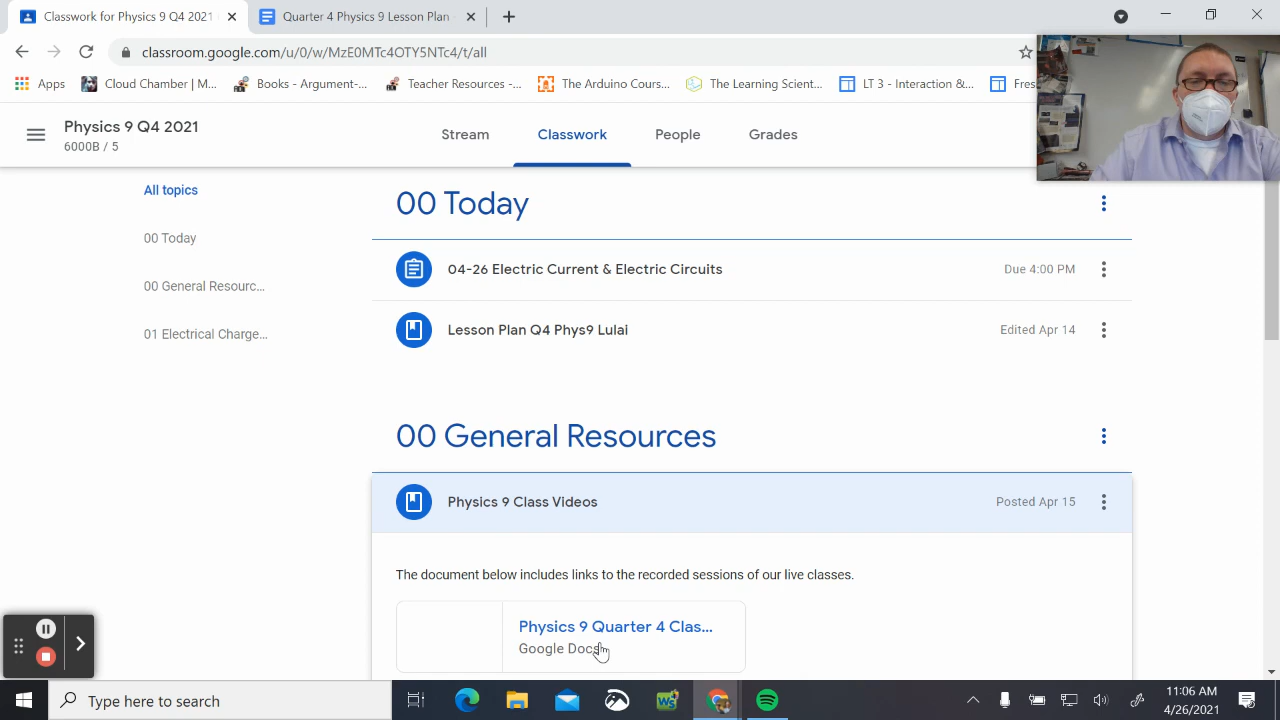 Classwork for Physics 9 Q4 2021
Quarter 4 Physics 9 Lesson Plan
classroom.google.com/u/0/w/MzE0MTc4OTY5NTc4/t/all
Apps
Cloud Chamber | M...
Books - Argument-...
Teacher Resources -...
The Arduino Cours...
The Learning Scient...
LT 3 - Interaction &...
Fres
Physics 9 Q4 2021
6000B / 5
Stream
Classwork
People
Grades
All topics
00 Today
00 General Resourc...
01 Electrical Charge...
00 Today
04-26 Electric Current & Electric Circuits
Due 4:00 PM
Lesson Plan Q4 Phys9 Lulai
Edited Apr 14
00 General Resources
Physics 9 Class Videos
Posted Apr 15
The document below includes links to the recorded sessions of our live classes.
Physics 9 Quarter 4 Clas...
Google Docs
Type here to search
11:06 AM
4/26/2021